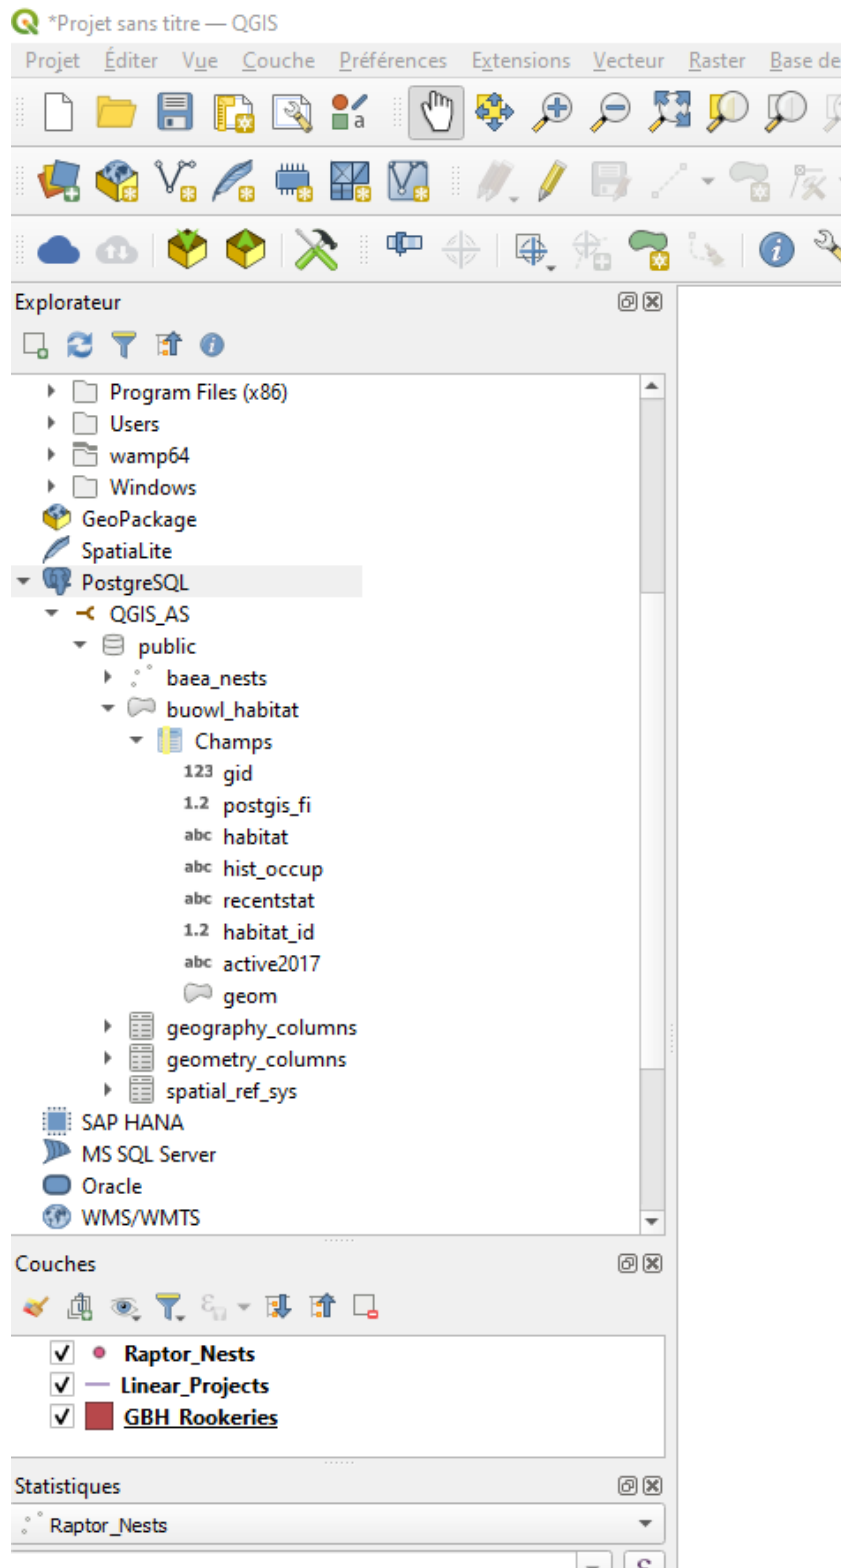 *Projet sans titre — QGIS
Projet Éditer Vue Couche Préférences Extensions Vecteur Raster Base de
Explorateur
Program Files (x86)
Users
wamp64
Windows
GeoPackage
SpatiaLite
PostgreSQL
QGIS_AS
public
baea_nests
buowl_habitat
Champs
123 gid
1.2 postgis_fi
abc habitat
abc hist_occup
abc recentstat
1.2 habitat_id
abc active2017
geom
geography_columns
geometry_columns
spatial_ref_sys
SAP HANA
MS SQL Server
Oracle
WMS/WMTS
Couches
Raptor_Nests
Linear_Projects
GBH_Rookeries
Statistiques
Raptor_Nests